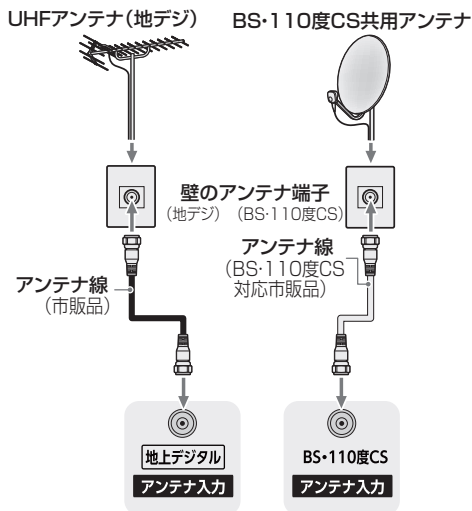 UHFアンテナ（地デジ）
BS・110度CS共用アンテナ
壁のアンテナ端子
（地デジ）（BS・110度CS）
アンテナ線
（市販品）
アンテナ線
（BS・110度CS
対応市販品）
地上デジタル
アンテナ入力
BS・110度CS
アンテナ入力